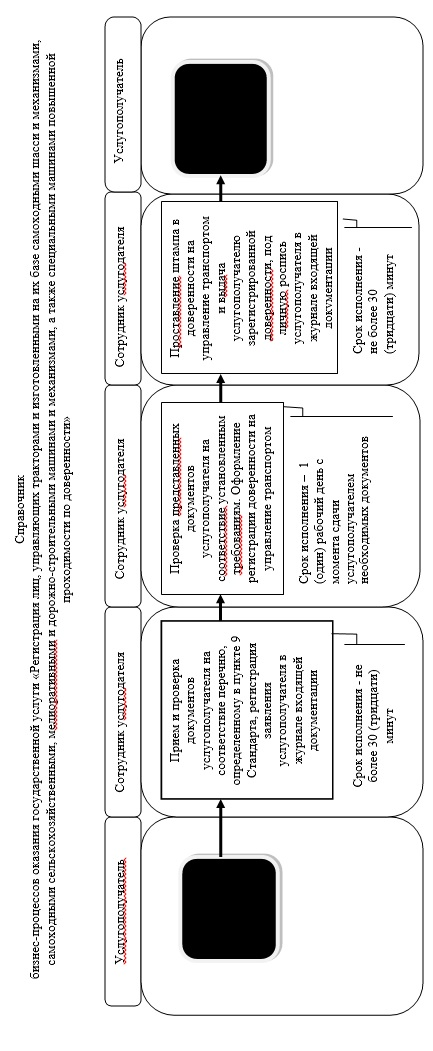 Справочник
бизнес-процессов оказания государственной услуги «Регистрация лиц, управляющих тракторами и изготовленными на их базе самоходными шасси и механизмами,
самоходными сельскохозяйственными, медиоративными и дорожно-строительными машинами и механизмами, а также специальными машинами повышенной
проходимости по доверенности»
Услугополучатель
Сотрудник услугодателя
Сотрудник услугодателя
Сотрудник услугодателя
Услугополучатель
Прием и проверка
документов
услугополучателя на
соответствие перечню,
определенному в пункте 9
Стандарта, регистрация
заявления
услугополучателя в
журнале входящей
документации
Срок исполнения - не
более 30 (тридцати)
минут
Проверка представленных
документов
услугополучателя на
соответствие установленным
требованиям. Оформление
регистрации доверенности на
управление транспортом
Срок исполнения – 1
(один) рабочий день с
момента сдачи
услугополучателем
необходимых документов
Проставление штампа в
доверенности на
управление транспортом
и выдача
услугополучателю
зарегистрированной
доверенности, под
личную роспись
услугополучателя в
журнале входящей
документации
Срок исполнения -
не более 30
(тридцати) минут